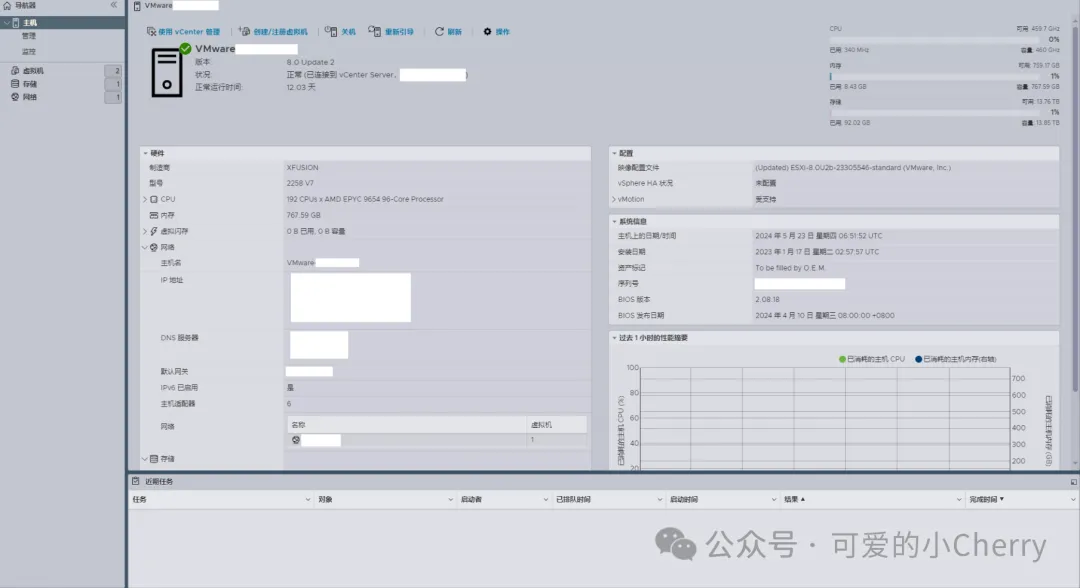 导航器
VMware
主机
管理
监控
虚拟机 2
存储 1
网络 1
使用 vCenter 管理 创建/注册虚拟机 关机 重新引导 刷新 操作
VMware
版本: 8.0 Update 2
状况: 正常 (已连接到 vCenter Server, )
正常运行时间: 12.03 天
CPU 可用: 459.7 GHz
0%
已用: 340 MHz 容量: 460 GHz
内存 可用: 759.17 GB
1%
已用: 8.43 GB 容量: 767.59 GB
存储 可用: 13.76 TB
1%
已用: 92.02 GB 容量: 13.85 TB
硬件
制造商 XFUSION
型号 2258 V7
CPU 192 CPUs x AMD EPYC 9654 96-Core Processor
内存 767.59 GB
虚拟闪存 0 B 已用, 0 B 容量
网络
主机名 VMware
IP 地址
DNS 服务器
默认网关
IPv6 已启用 是
主机适配器 6
网络 名称 虚拟机
1
存储
配置
映像配置文件 (Updated) ESXi-8.0U2b-23305546-standard (VMware, Inc.)
vSphere HA 状况 未配置
vMotion 受支持
系统信息
主机上的日期/时间 2024 年 5 月 23 日 星期四 06:51:52 UTC
安装日期 2023 年 1 月 17 日 星期二 02:57:57 UTC
资产标记 To be filled by O.E.M.
序列号
BIOS 版本 2.08.18
BIOS 发布日期 2024 年 4 月 10 日 星期三 08:00:00 +0800
过去 1 小时的性能摘要
已消耗的主机 CPU 已消耗的主机内存(右轴)
已消耗的主机 CPU (%)
100
80
60
40
20
700
600
500
400
300
200
已消耗的主机内存 (GB)
近期任务
任务 对象 启动者 已排队时间 启动时间 结果 ▲ 完成时间 ▼
公众号 · 可爱的小Cherry